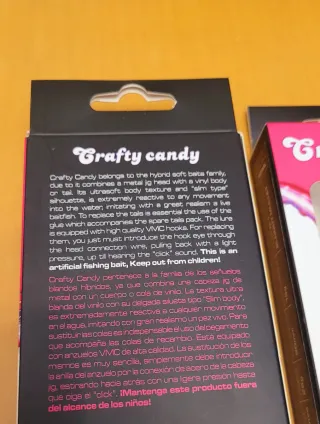 Crafty candy
Crafty Candy belongs to the hybrid soft baits family,
due to it combines a metal jig head with a vinyl body
or tail. Its ultrasoft body texture and "slim type"
silhouette, is extremely reactive to any movement
into the water, imitating with a great realism a live
baitfish. To replace the tails is essential the use of the
glue which accompanies the spare tails pack. The lure
is equipped with high quality VMC hooks. For replacing
them, you just must introduce the hook eye through
the head connection wire, pulling back with a light
pressure, up till hearing the "click" sound. This is an
artificial fishing bait, Keep out from children!
Crafty Candy pertenece a la familia de los señuelos
blandos híbridos, ya que combina una cabeza jig de
metal con un cuerpo o cola de vinilo. La textura ultra
blanda del vinilo con su delgada silueta tipo "Slim body",
es extremadamente reactiva a cualquier movimiento
en el agua, imitando con gran realismo un pez vivo. Para
sustituir las colas es indispensable el uso del pegamento
que acompaña las colas de recambio. Está equipado
con anzuelos VMC de alta calidad. La sustitución de los
mismos es muy sencilla, simplemente debe introducir
la anilla del anzuelo por la conexión de acero de la cabeza
jig, estirando hacia atrás con una ligera presión hasta
que oiga el "click". ¡Mantenga este producto fuera
del alcance de los niños!